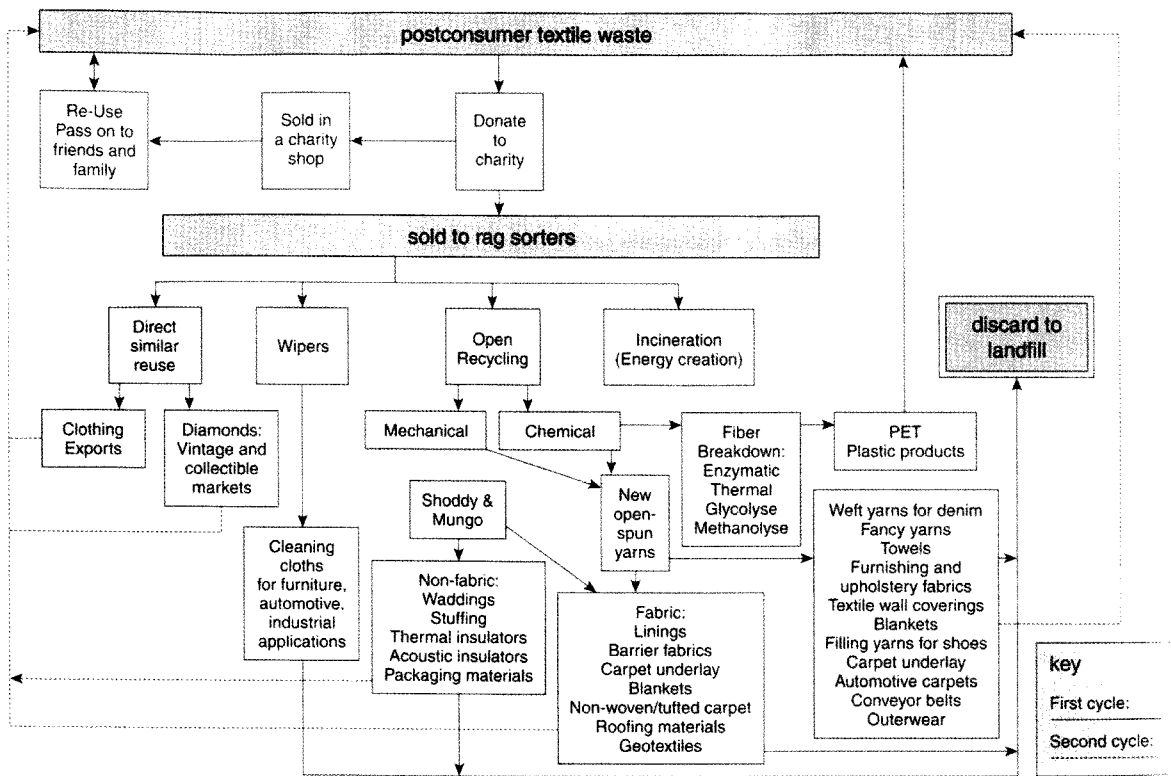 postconsumer textile waste
Re-Use
Pass on to
friends and
family
Sold in
a charity
shop
Donate
to
charity
sold to rag sorters
Direct
similar
reuse
Wipers
Open
Recycling
Incineration
(Energy creation)
discard to
landfill
Clothing
Exports
Diamonds:
Vintage and
collectible
markets
Mechanical
Chemical
Fiber
Breakdown:
Enzymatic
Thermal
Glycolyse
Methanolyse
PET
Plastic products
Shoddy &
Mungo
New
open-
spun
yarns
Weft yarns for denim
Fancy yarns
Towels
Furnishing and
upholstery fabrics
Textile wall coverings
Blankets
Filling yarns for shoes
Carpet underlay
Automotive carpets
Conveyor belts
Outerwear
Cleaning
cloths
for furniture,
automotive,
industrial
applications
Non-fabric:
Waddings
Stuffing
Thermal insulators
Acoustic insulators
Packaging materials
Fabric:
Linings
Barrier fabrics
Carpet underlay
Blankets
Non-woven/tufted carpet
Roofing materials
Geotextiles
key
First cycle:
Second cycle: